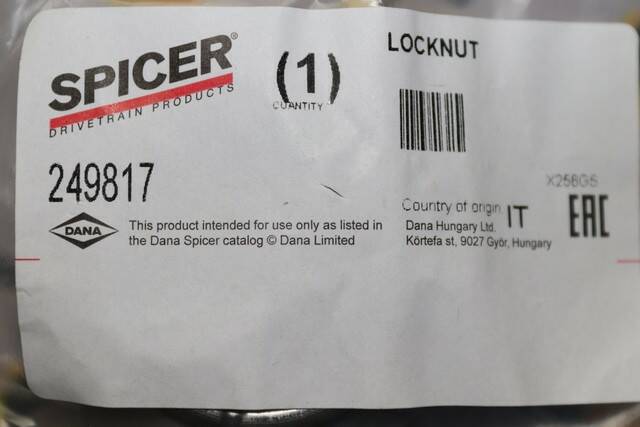 SPICER®
DRIVETRAIN PRODUCTS
(1)
QUANTITY
LOCKNUT
249817
X256GS
DANA
This product intended for use only as listed in
the Dana Spicer catalog © Dana Limited
Country of origin IT
Dana Hungary Ltd.
Körtefa st, 9027 Győr, Hungary
EAC